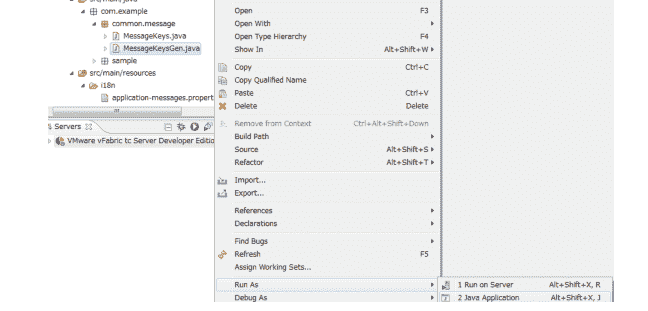 src/main/java
com.example
common.message
MessageKeys.java
MessageKeysGen.java
sample
src/main/resources
i18n
application-messages.propert
Servers
VMware vFabric tc Server Developer Editio
Open F3
Open With
Open Type Hierarchy F4
Show In Alt+Shift+W
Copy Ctrl+C
Copy Qualified Name
Paste Ctrl+V
Delete Delete
Remove from Context Ctrl+Alt+Shift+Down
Build Path
Source Alt+Shift+S
Refactor Alt+Shift+T
Import...
Export...
References
Declarations
Find Bugs
Refresh F5
Assign Working Sets...
Run As
Debug As
1 Run on Server Alt+Shift+X, R
2 Java Application Alt+Shift+X, J